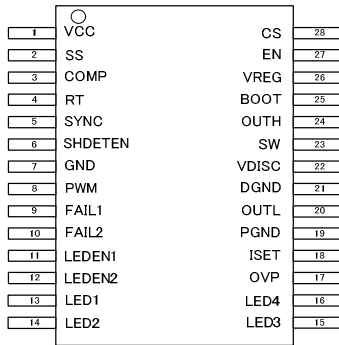 1 VCC CS 28
2 SS EN 27
3 COMP VREG 26
4 RT BOOT 25
5 SYNC OUTH 24
6 SHDETEN SW 23
7 GND VDISC 22
8 PWM DGND 21
9 FAIL1 OUTL 20
10 FAIL2 PGND 19
11 LEDEN1 ISET 18
12 LEDEN2 OVP 17
13 LED1 LED4 16
14 LED2 LED3 15